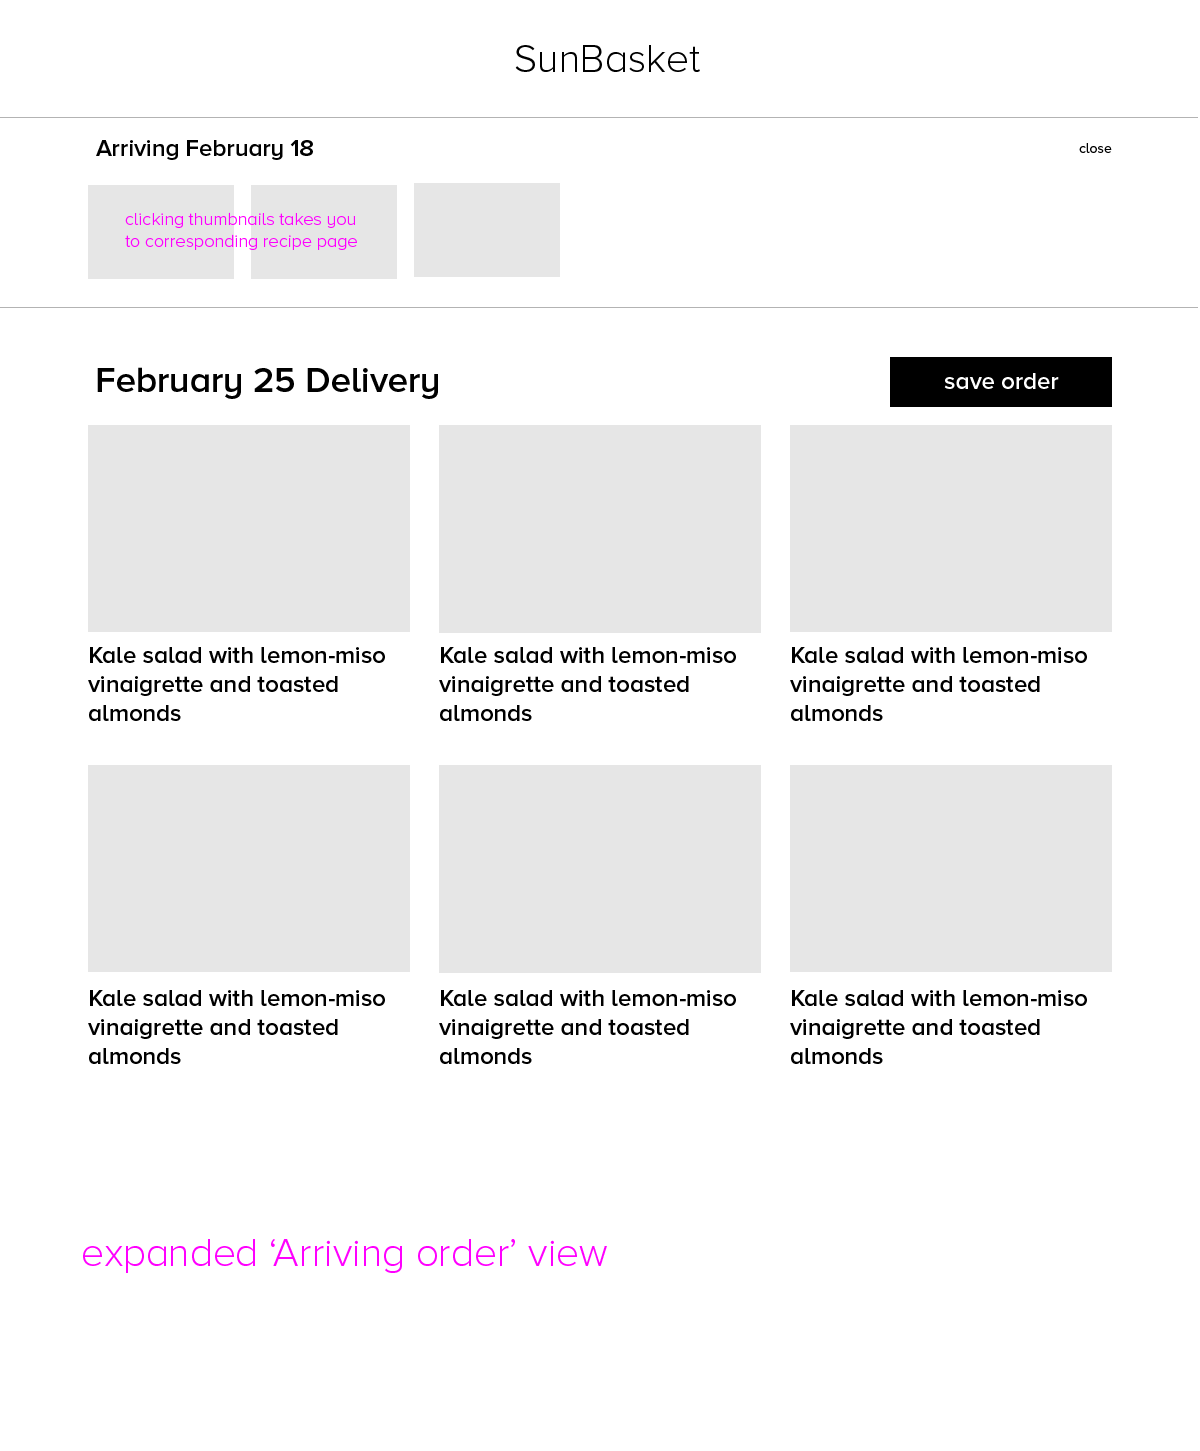 SunBasket
Arriving February 18
close
clicking thumbnails takes you
to corresponding recipe page
February 25 Delivery
save order
Kale salad with lemon-miso
vinaigrette and toasted
almonds
Kale salad with lemon-miso
vinaigrette and toasted
almonds
Kale salad with lemon-miso
vinaigrette and toasted
almonds
Kale salad with lemon-miso
vinaigrette and toasted
almonds
Kale salad with lemon-miso
vinaigrette and toasted
almonds
Kale salad with lemon-miso
vinaigrette and toasted
almonds
expanded ‘Arriving order’ view